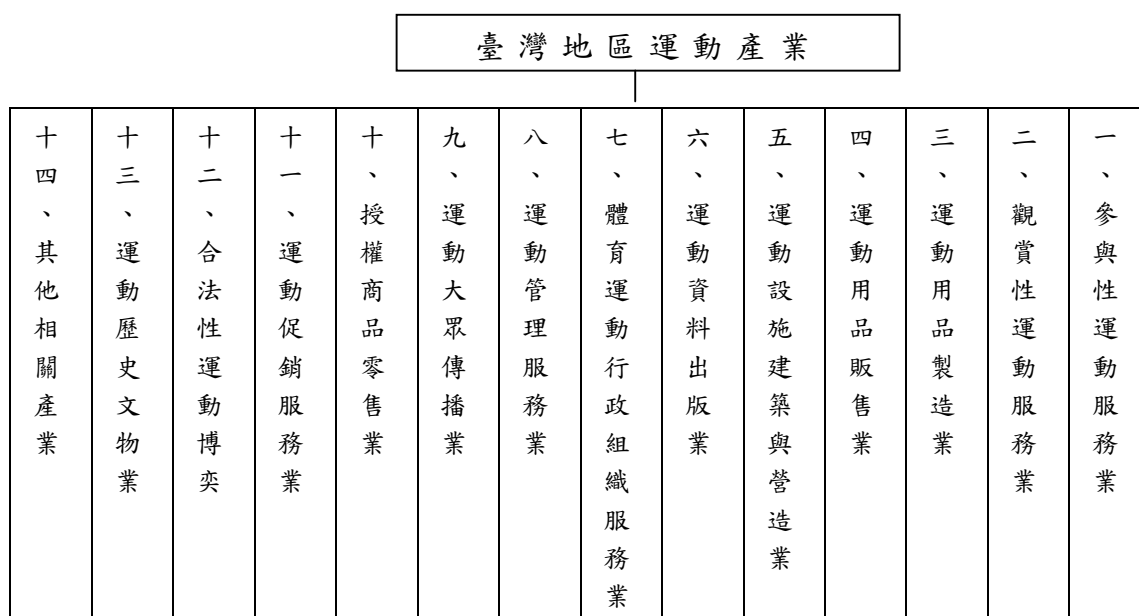 臺灣地區運動產業
一、參與性運動服務業
二、觀賞性運動服務業
三、運動用品製造業
四、運動用品販售業
五、運動設施建築與營造業
六、運動資料出版業
七、體育運動行政組織服務業
八、運動管理服務業
九、運動大眾傳播業
十、授權商品零售業
十一、運動促銷服務業
十二、合法性運動博奕
十三、運動歷史文物業
十四、其他相關產業